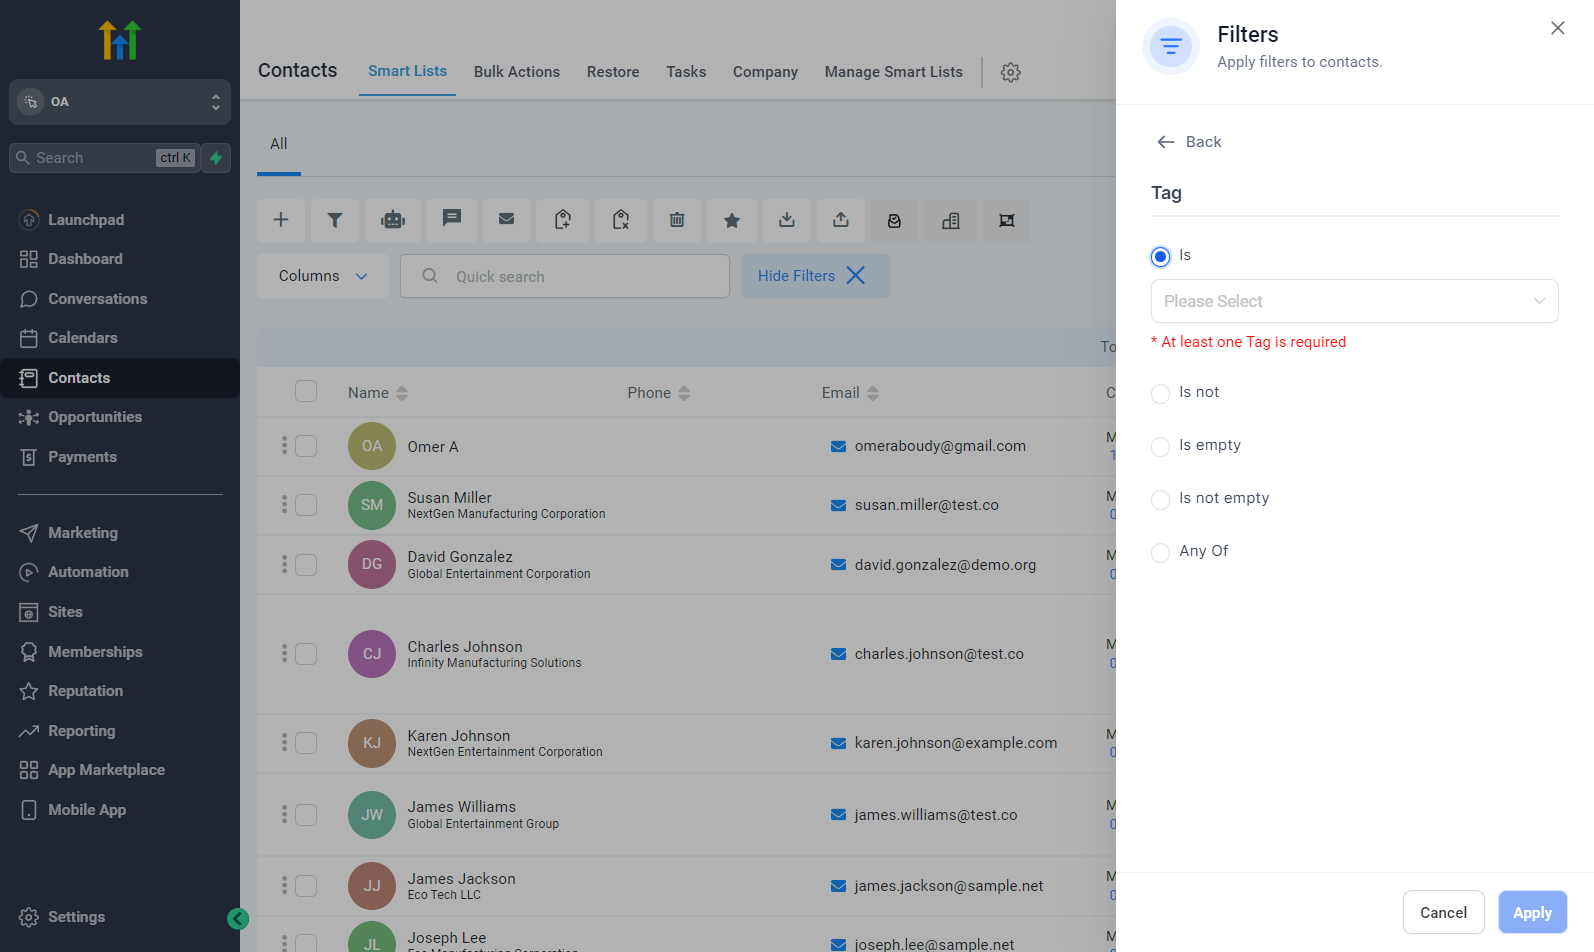 OA
Search
ctrl K
Launchpad
Dashboard
Conversations
Calendars
Contacts
Opportunities
Payments
Marketing
Automation
Sites
Memberships
Reputation
Reporting
App Marketplace
Mobile App
Settings
Contacts
Smart Lists
Bulk Actions
Restore
Tasks
Company
Manage Smart Lists
All
Columns
Quick search
Hide Filters
To
Name
Phone
Email
C
OA
Omer A
omeraboudy@gmail.com
M
1
SM
Susan Miller
NextGen Manufacturing Corporation
susan.miller@test.co
M
0
DG
David Gonzalez
Global Entertainment Corporation
david.gonzalez@demo.org
M
0
CJ
Charles Johnson
Infinity Manufacturing Solutions
charles.johnson@test.co
M
0
KJ
Karen Johnson
NextGen Entertainment Corporation
karen.johnson@example.com
M
0
JW
James Williams
Global Entertainment Group
james.williams@test.co
M
0
JJ
James Jackson
Eco Tech LLC
james.jackson@sample.net
M
0
JL
Joseph Lee
Eco Manufacturing Corporation
joseph.lee@sample.net
M
Filters
Apply filters to contacts.
Back
Tag
Is
Please Select
* At least one Tag is required
Is not
Is empty
Is not empty
Any Of
Cancel
Apply